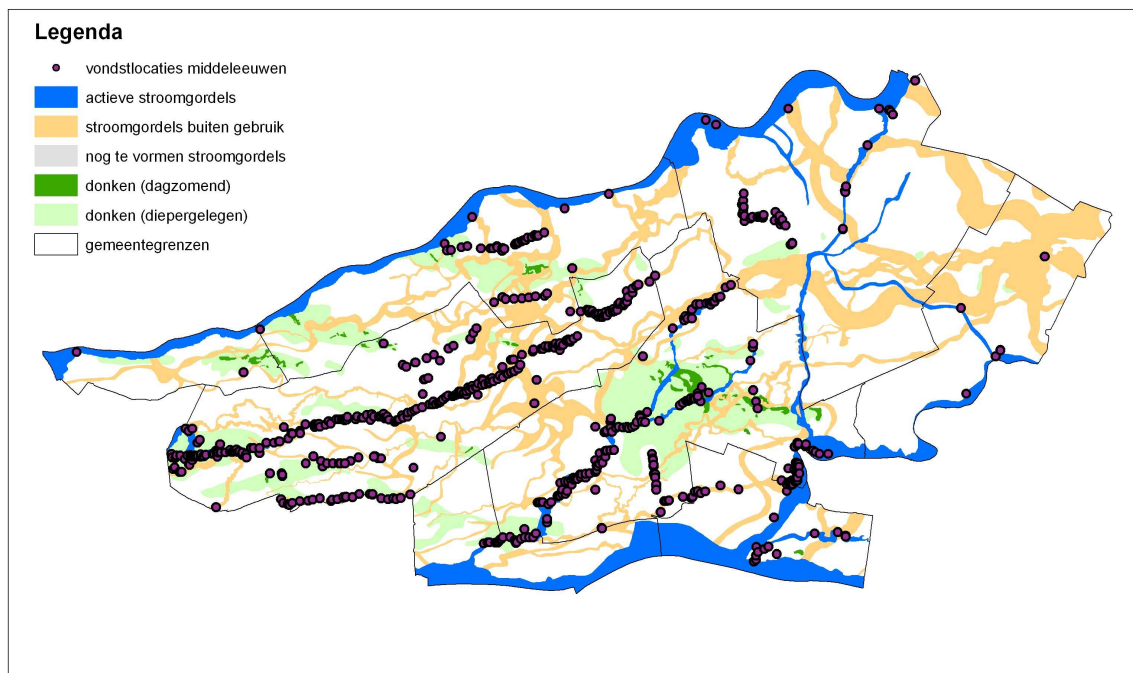 Legenda
vondstlocaties middeleeuwen
actieve stroomgordels
stroomgordels buiten gebruik
nog te vormen stroomgordels
donken (dagzomend)
donken (diepergelegen)
gemeentegrenzen